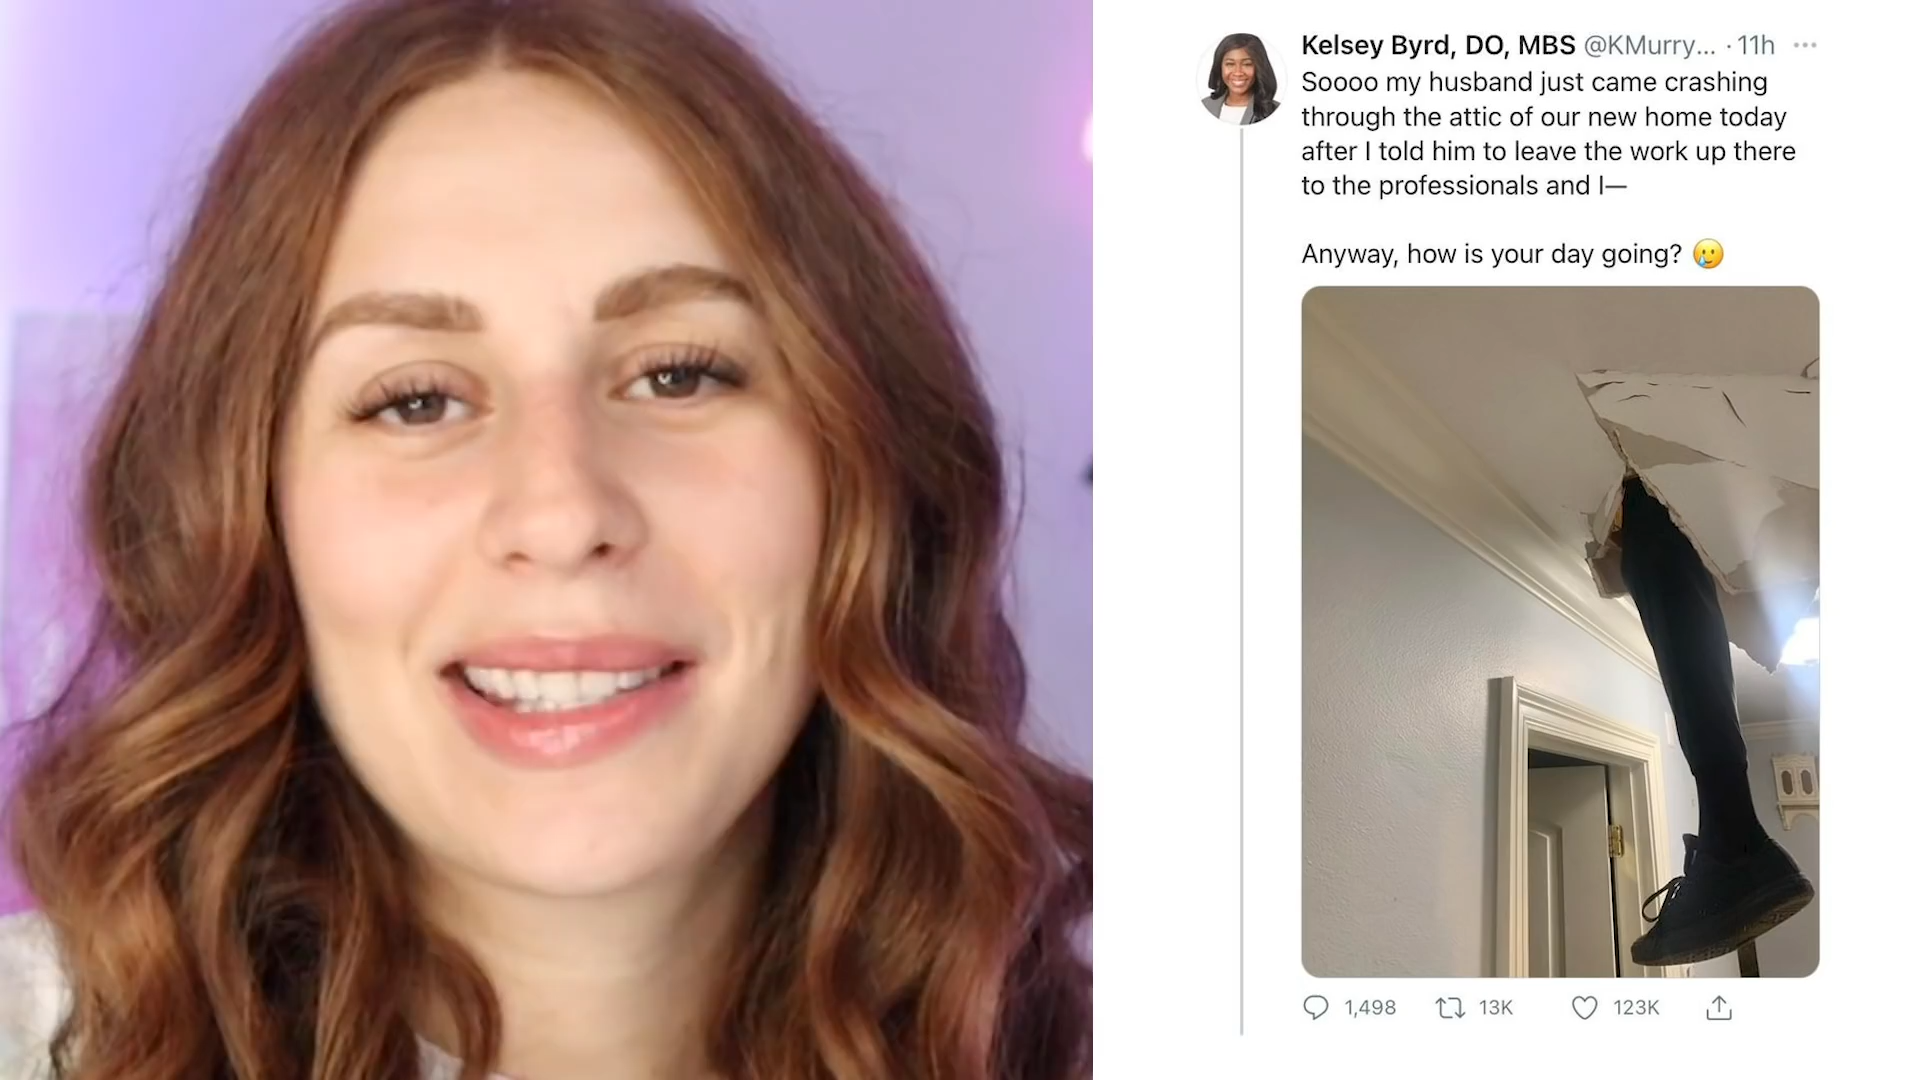 Kelsey Byrd, DO, MBS @KMurry... · 11h
Soooo my husband just came crashing
through the attic of our new home today
after I told him to leave the work up there
to the professionals and I—
Anyway, how is your day going? 🥲
1,498 13K 123K